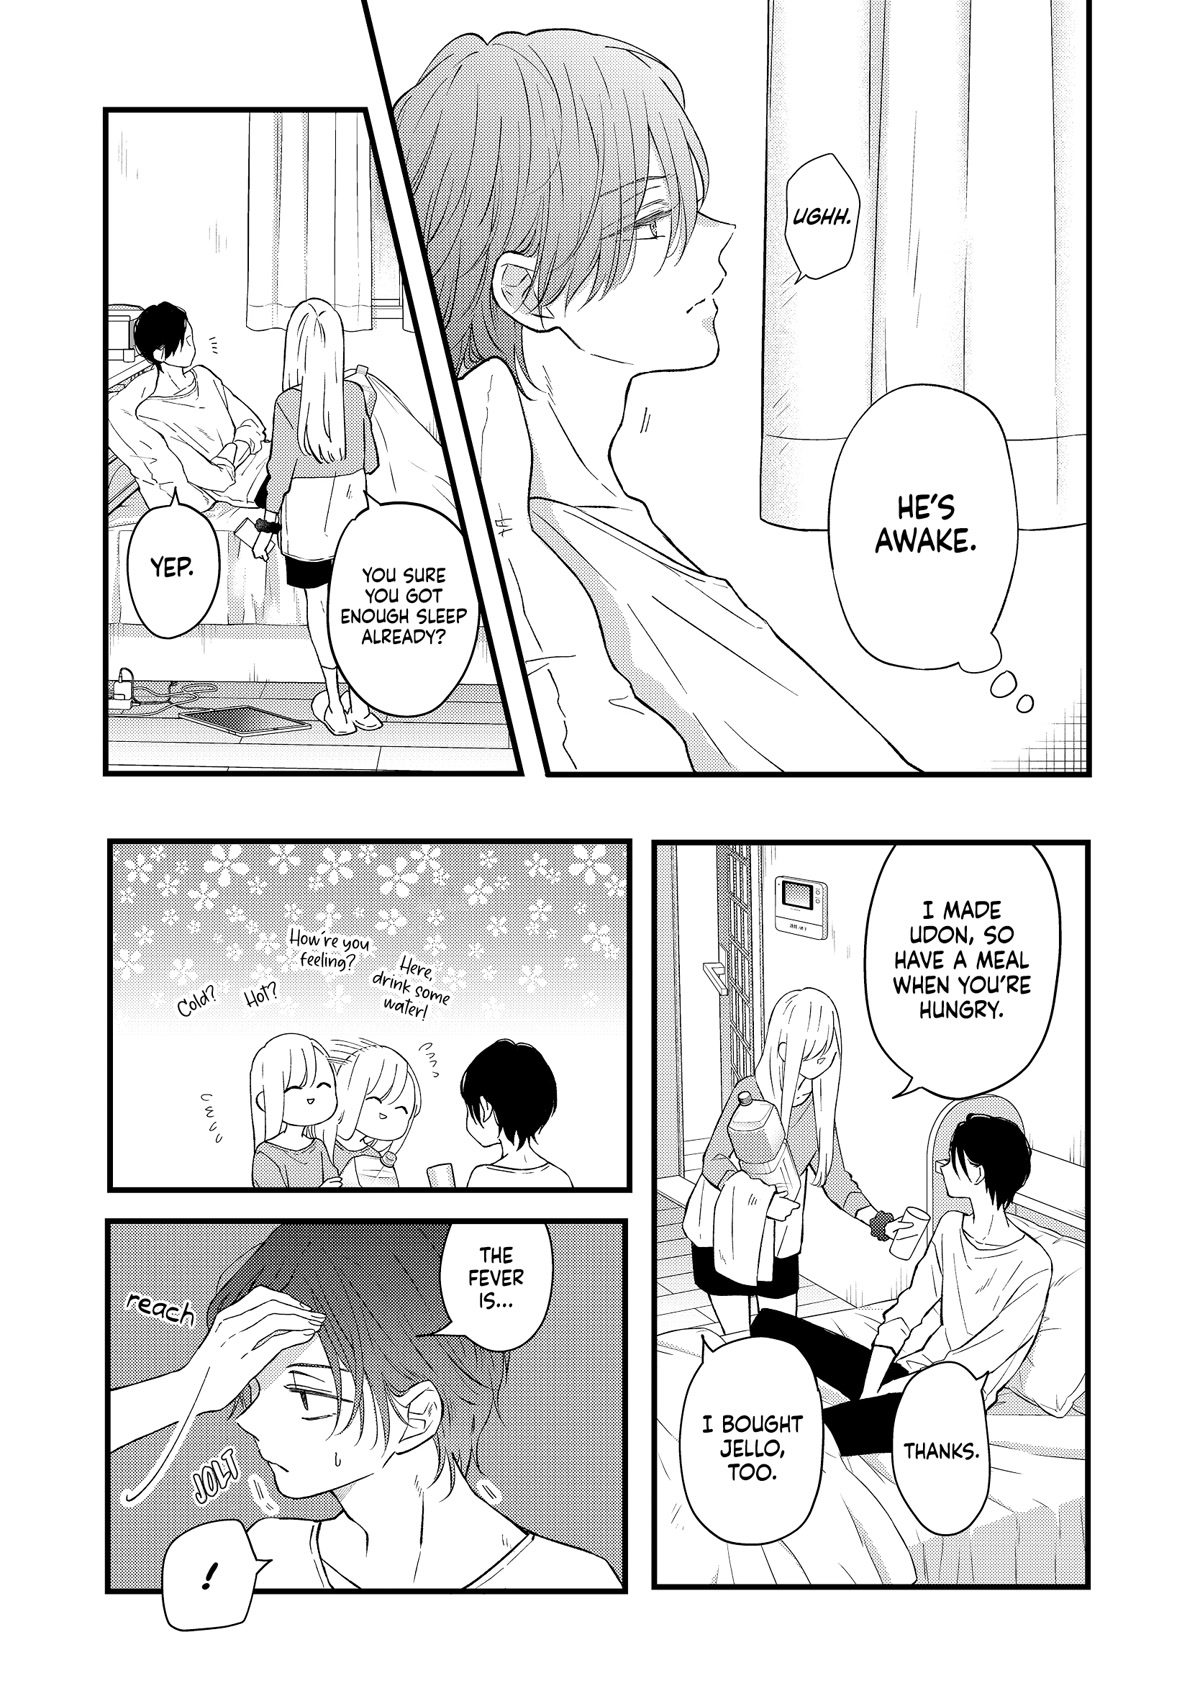 UGHH.
HE'S
AWAKE.
YOU SURE
YOU GOT
ENOUGH SLEEP
ALREADY?
YEP.
I MADE
UDON, SO
HAVE A MEAL
WHEN YOU'RE
HUNGRY.
I BOUGHT
JELLO,
TOO.
THANKS.
How're you
feeling?
Here,
drink some
water!
Hot?
Cold?
THE
FEVER
IS...
reach
JOLT
!